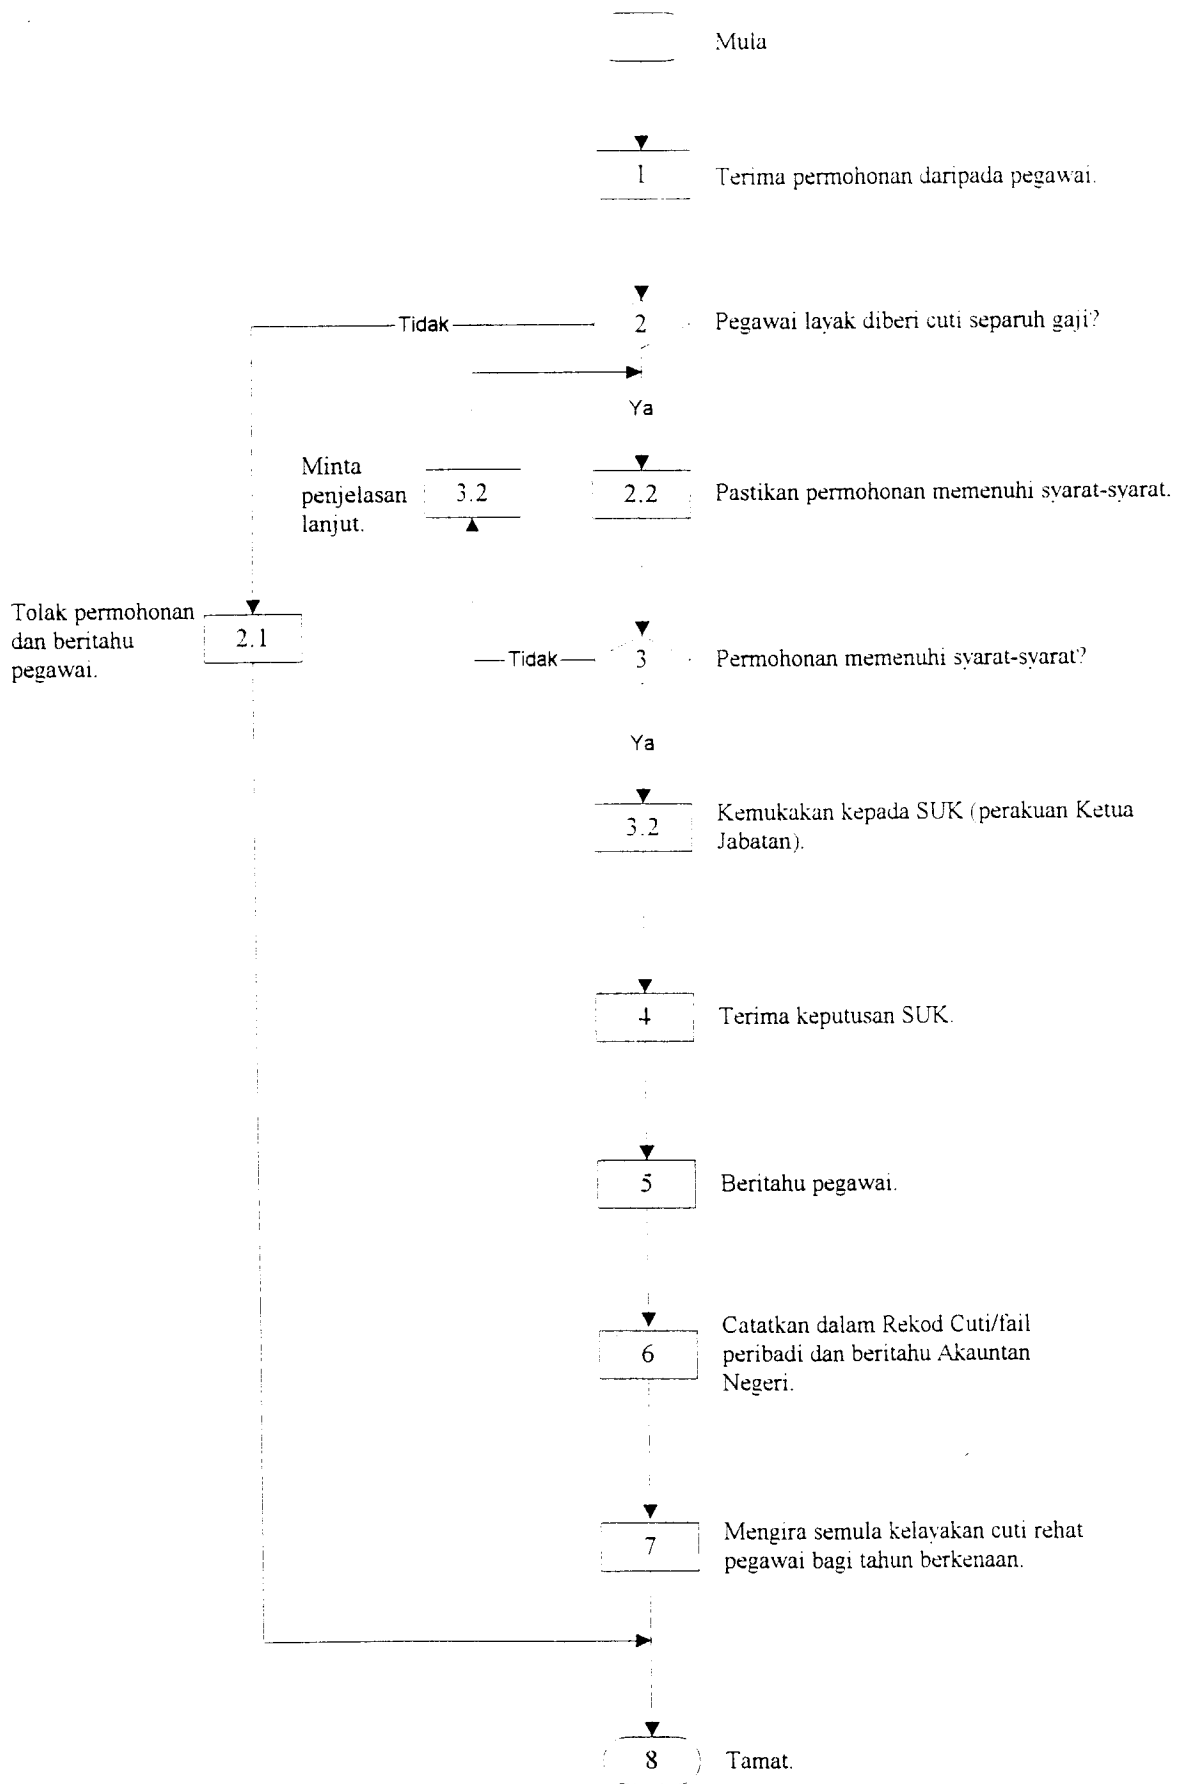 Mula
1
Terima permohonan daripada pegawai.
Tidak
2
Pegawai layak diberi cuti separuh gaji?
Ya
Minta
penjelasan
lanjut.
3.2
2.2
Pastikan permohonan memenuhi syarat-syarat.
Tolak permohonan
dan beritahu
pegawai.
2.1
Tidak
3
Permohonan memenuhi syarat-syarat?
Ya
3.2
Kemukakan kepada SUK (perakuan Ketua
Jabatan).
4
Terima keputusan SUK.
5
Beritahu pegawai.
6
Catatkan dalam Rekod Cuti/fail
peribadi dan beritahu Akauntan
Negeri.
7
Mengira semula kelayakan cuti rehat
pegawai bagi tahun berkenaan.
8
Tamat.